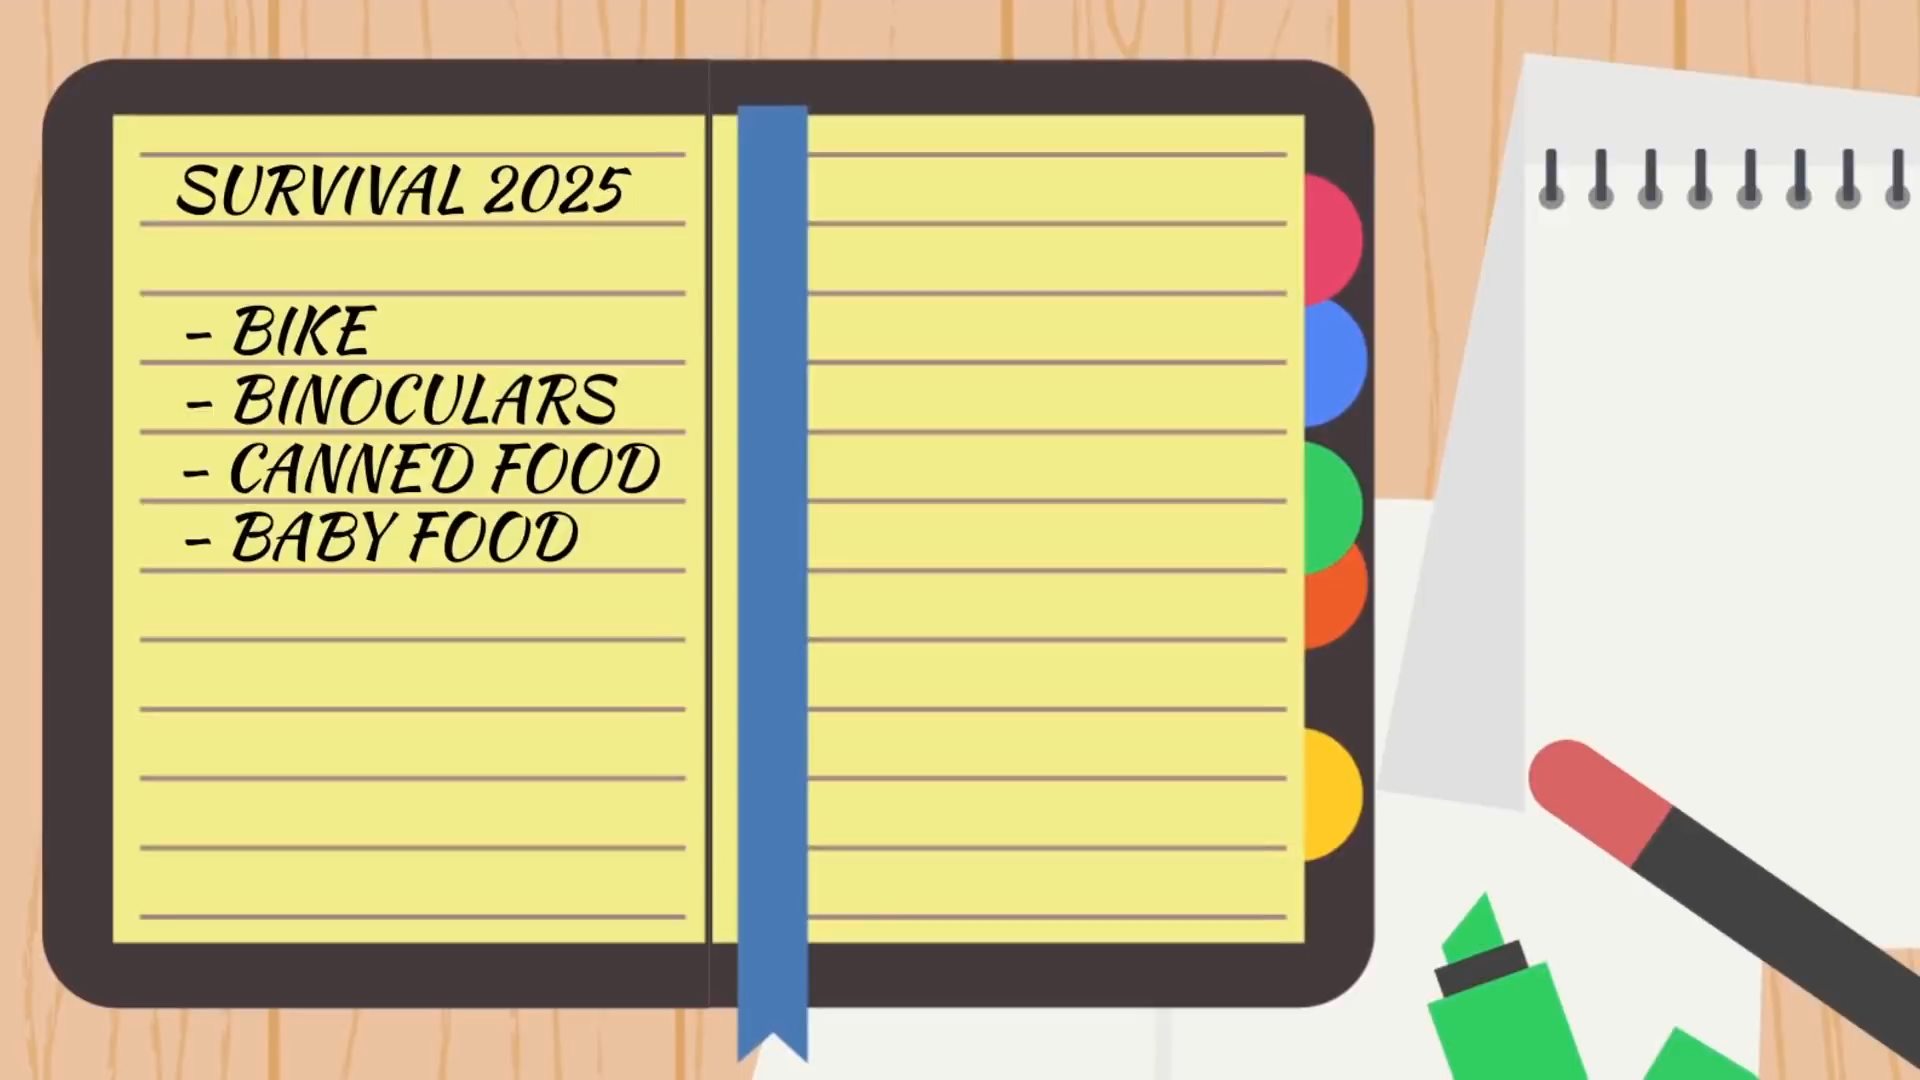 SURVIVAL 2025
- BIKE
- BINOCULARS
- CANNED FOOD
- BABY FOOD